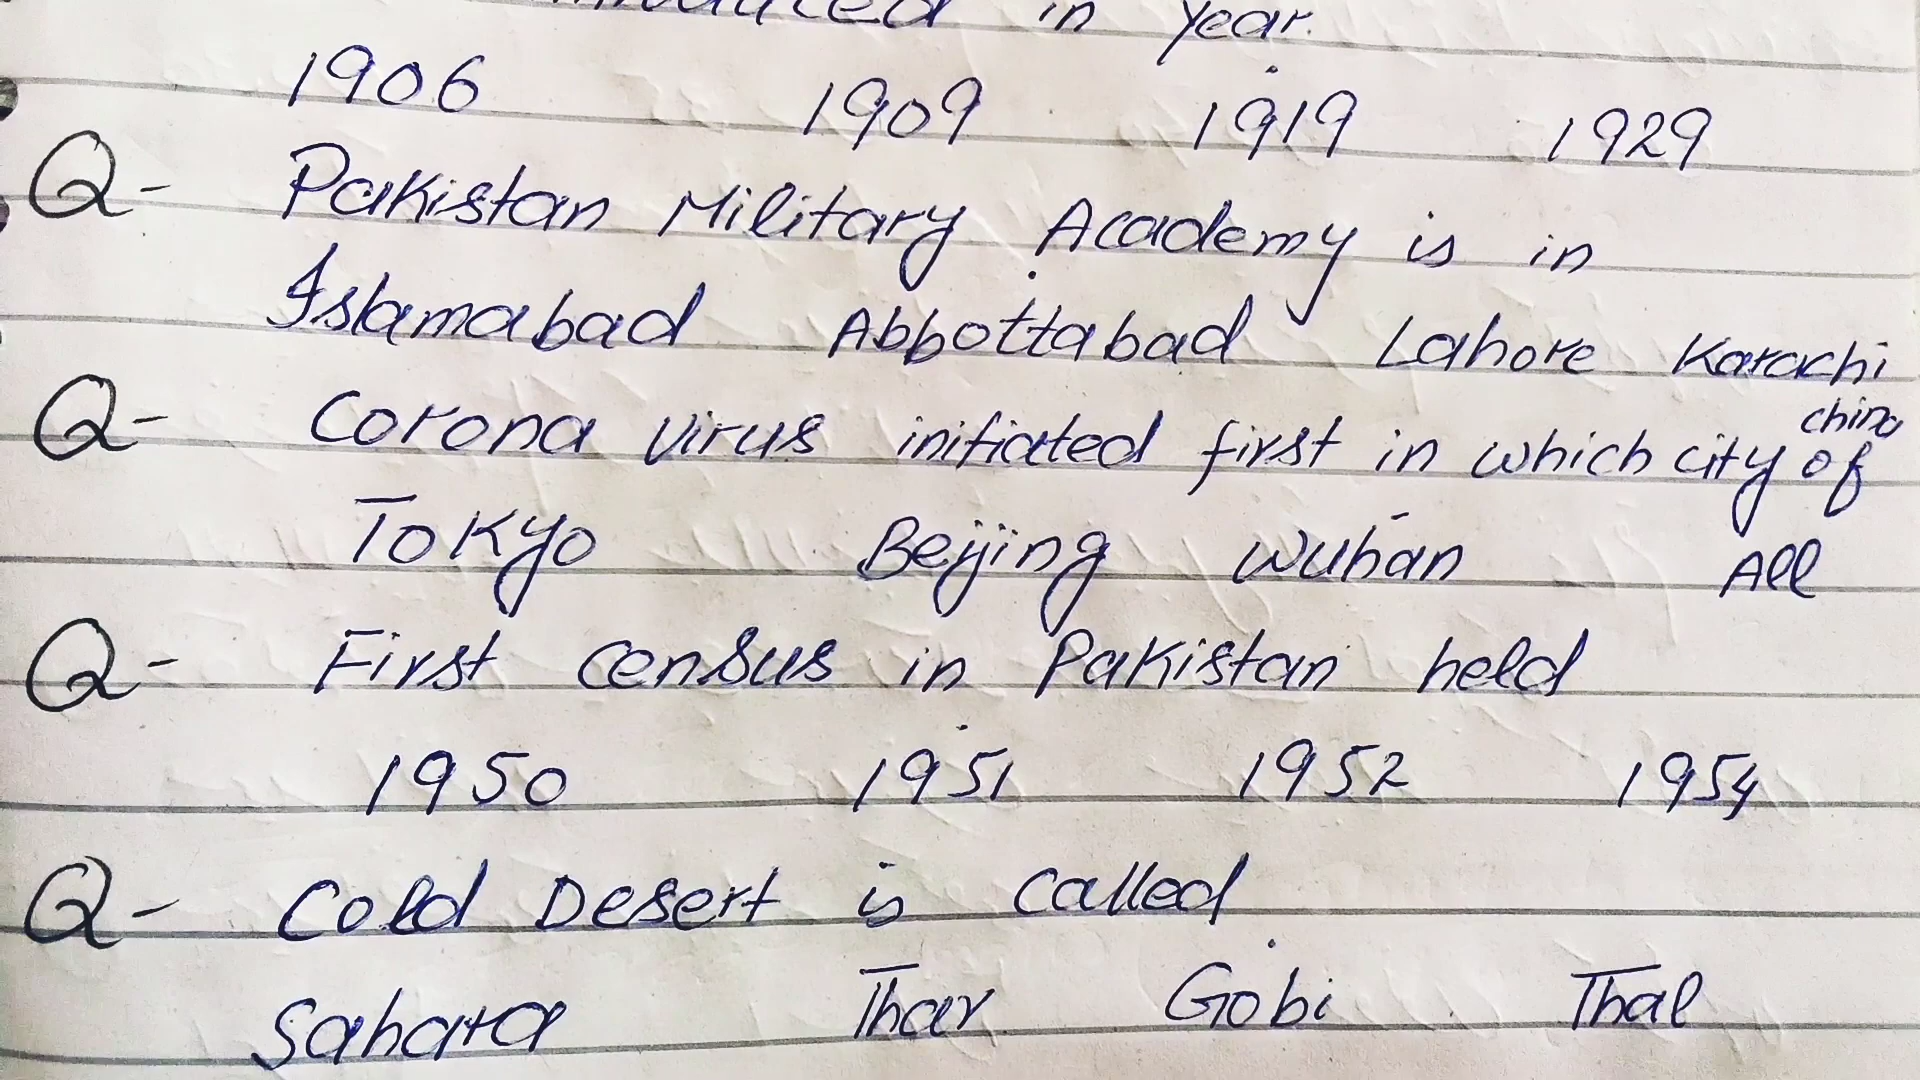 introduced in year.
1906 1909 1919 1929
Q- Pakistan Military Academy is in
Islamabad Abbottabad Lahore Karachi
Q- Corona virus initiated first in which city of china
Tokyo Beijing Wuhan All
Q- First census in Pakistan held
1950 1951 1952 1954
Q- Cold Desert is called
Sahara Thar Gobi Thal